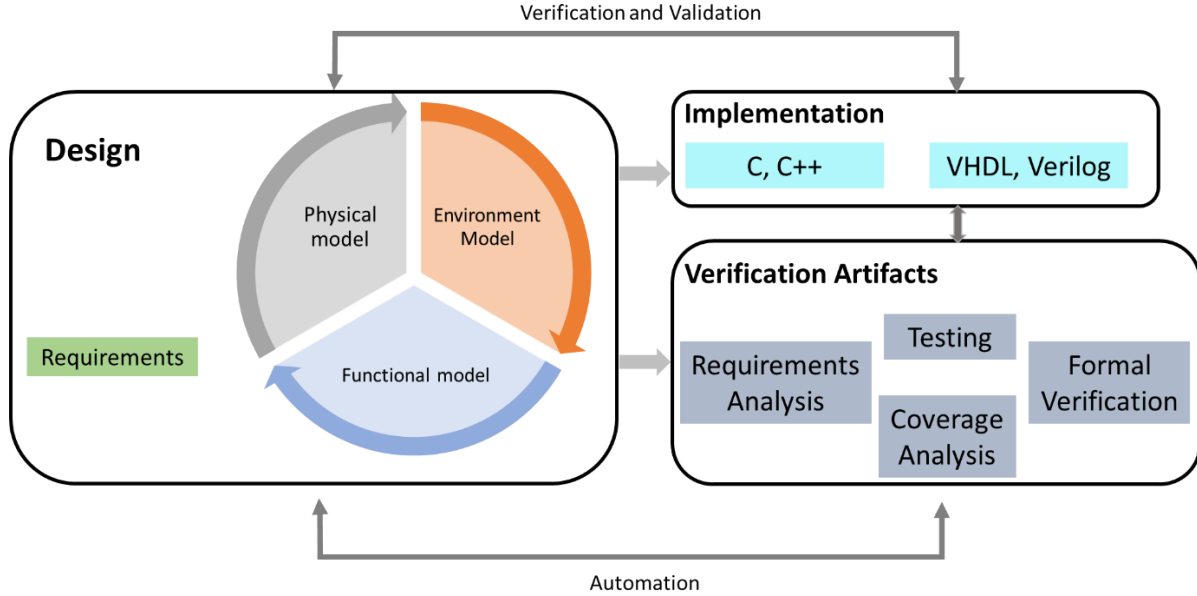 Verification and Validation
Design
Physical
model
Environment
Model
Functional model
Requirements
Implementation
C, C++
VHDL, Verilog
Verification Artifacts
Requirements
Analysis
Testing
Coverage
Analysis
Formal
Verification
Automation